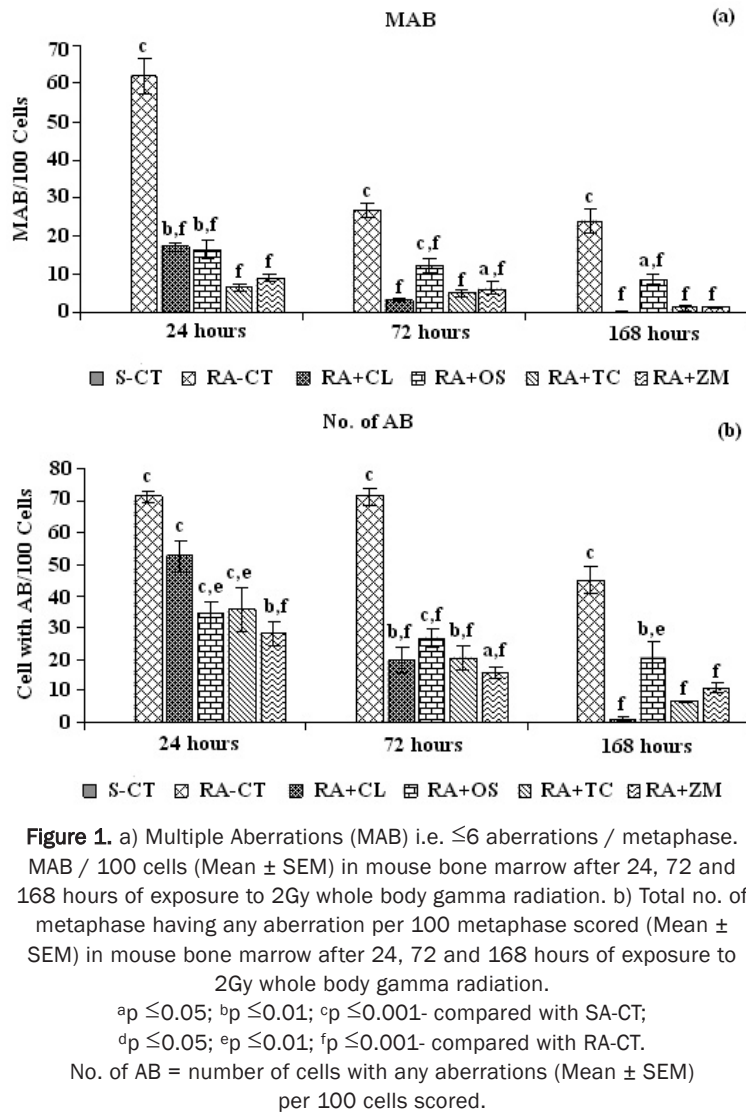 MAB
(a)
MAB/100 Cells
70
60
50
40
30
20
10
0
c
b,f
b,f
f
f
c
f
c,f
f
a,f
c
f
a,f
f
f
24 hours
72 hours
168 hours
S-CT RA-CT RA+CL RA+OS RA+TC RA+ZM
No. of AB
(b)
Cell with AB/100 Cells
80
70
60
50
40
30
20
10
0
c
c
c,e
c,e
b,f
c
b,f
c,f
b,f
a,f
c
f
b,e
f
f
24 hours
72 hours
168 hours
S-CT RA-CT RA+CL RA+OS RA+TC RA+ZM
Figure 1. a) Multiple Aberrations (MAB) i.e. ≤6 aberrations / metaphase.
MAB / 100 cells (Mean ± SEM) in mouse bone marrow after 24, 72 and
168 hours of exposure to 2Gy whole body gamma radiation. b) Total no. of
metaphase having any aberration per 100 metaphase scored (Mean ±
SEM) in mouse bone marrow after 24, 72 and 168 hours of exposure to
2Gy whole body gamma radiation.
ᵃp ≤0.05; ᵇp ≤0.01; ᶜp ≤0.001- compared with SA-CT;
ᵈp ≤0.05; ᵉp ≤0.01; ᶠp ≤0.001- compared with RA-CT.
No. of AB = number of cells with any aberrations (Mean ± SEM)
per 100 cells scored.